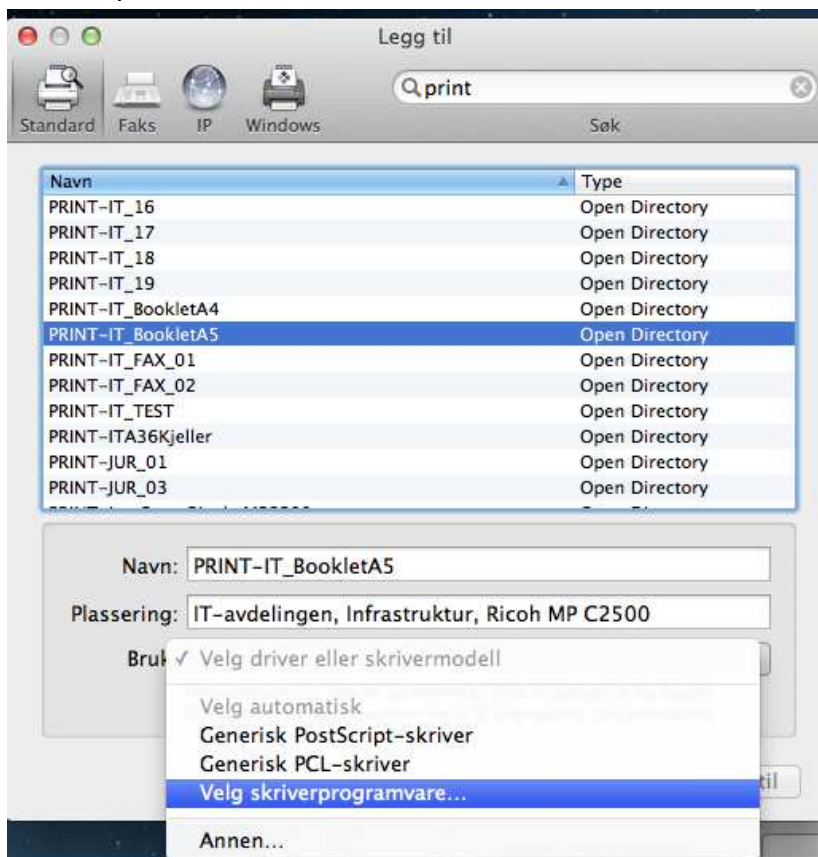 Legg til
print
Standard Faks IP Windows Søk
Navn Type
PRINT-IT_16 Open Directory
PRINT-IT_17 Open Directory
PRINT-IT_18 Open Directory
PRINT-IT_19 Open Directory
PRINT-IT_BookletA4 Open Directory
PRINT-IT_BookletA5 Open Directory
PRINT-IT_FAX_01 Open Directory
PRINT-IT_FAX_02 Open Directory
PRINT-IT_TEST Open Directory
PRINT-ITA36Kjeller Open Directory
PRINT-JUR_01 Open Directory
PRINT-JUR_03 Open Directory
Navn: PRINT-IT_BookletA5
Plassering: IT-avdelingen, Infrastruktur, Ricoh MP C2500
Bruk ✓ Velg driver eller skrivermodell
Velg automatisk
Generisk PostScript-skriver
Generisk PCL-skriver
Velg skriverprogramvare... til
Annen...